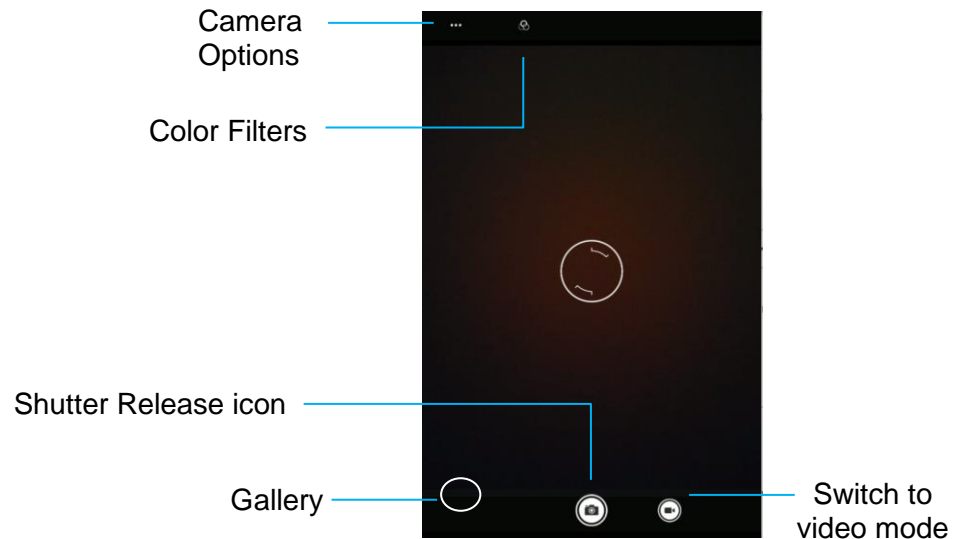 Camera
Options
Color Filters
Shutter Release icon
Gallery
Switch to
video mode